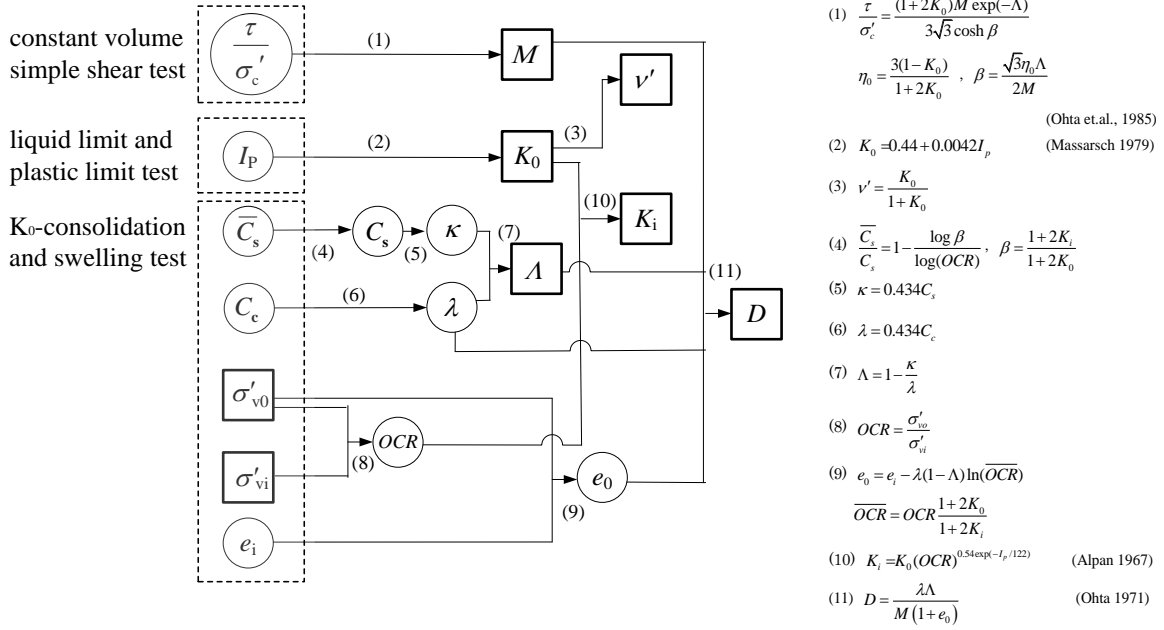 constant volume
simple shear test
τ/σc′
(1)
M
ν′
liquid limit and
plastic limit test
IP
(2)
K0
(3)
(10)
Ki
K0-consolidation
and swelling test
C̅s
(4)
Cs
(5)
κ
(7)
Λ
(11)
Cc
(6)
λ
D
σ′v0
(8)
OCR
σ′vi
e0
(9)
ei
(1) τ/σ′c = (1+2K0)M exp(−Λ) / 3√3 cosh β
η0 = 3(1−K0) / 1+2K0 , β = √3η0Λ / 2M
(Ohta et.al., 1985)
(2) K0 =0.44+0.0042Ip (Massarsch 1979)
(3) ν′ = K0 / 1+K0
(4) C̅s/Cs = 1− log β / log(OCR) , β = 1+2Ki / 1+2K0
(5) κ = 0.434Cs
(6) λ = 0.434Cc
(7) Λ = 1− κ/λ
(8) OCR = σ′vo / σ′vi
(9) e0 = ei − λ(1−Λ)ln(O̅C̅R̅)
O̅C̅R̅ = OCR 1+2K0 / 1+2Ki
(10) Ki =K0(OCR)^0.54exp(−Ip/122) (Alpan 1967)
(11) D = λΛ / M(1+e0) (Ohta 1971)